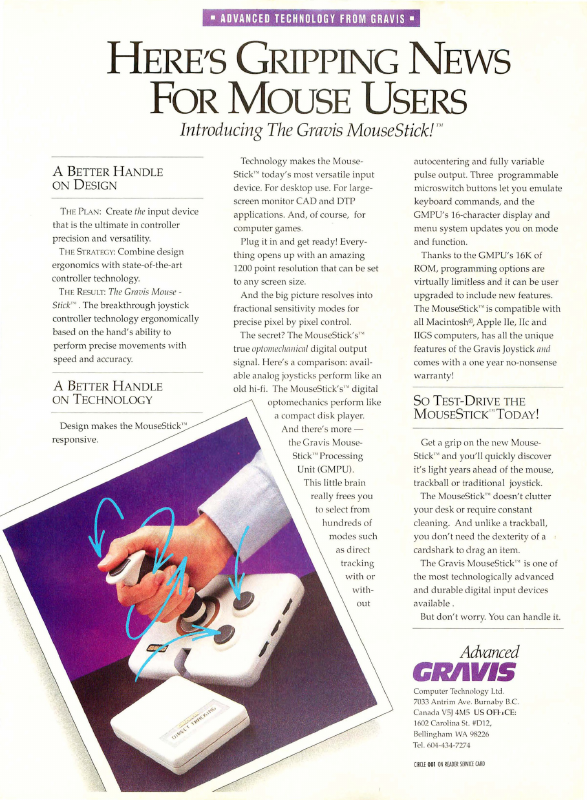 ▪ ADVANCED TECHNOLOGY FROM GRAVIS ▪
HERE'S GRIPPING NEWS
FOR MOUSE USERS
Introducing The Gravis MouseStick!™
A BETTER HANDLE
ON DESIGN
THE PLAN: Create the input device
that is the ultimate in controller
precision and versatility.
THE STRATEGY: Combine design
ergonomics with state-of-the-art
controller technology.
THE RESULT: The Gravis Mouse -
Stick™. The breakthrough joystick
controller technology ergonomically
based on the hand's ability to
perform precise movements with
speed and accuracy.
A BETTER HANDLE
ON TECHNOLOGY
Design makes the MouseStick™
responsive.
Technology makes the Mouse-
Stick™ today's most versatile input
device. For desktop use. For large-
screen monitor CAD and DTP
applications. And, of course, for
computer games.
Plug it in and get ready! Every-
thing opens up with an amazing
1200 point resolution that can be set
to any screen size.
And the big picture resolves into
fractional sensitivity modes for
precise pixel by pixel control.
The secret? The MouseStick's™
true optomechanical digital output
signal. Here's a comparison: avail-
able analog joysticks perform like an
old hi-fi. The MouseStick's™ digital
optomechanics perform like
a compact disk player.
And there's more —
the Gravis Mouse-
Stick™ Processing
Unit (GMPU).
This little brain
really frees you
to select from
hundreds of
modes such
as direct
tracking
with or
with-
out
autocentering and fully variable
pulse output. Three programmable
microswitch buttons let you emulate
keyboard commands, and the
GMPU's 16-character display and
menu system updates you on mode
and function.
Thanks to the GMPU's 16K of
ROM, programming options are
virtually limitless and it can be user
upgraded to include new features.
The MouseStick™ is compatible with
all Macintosh®, Apple IIe, IIc and
IIGS computers, has all the unique
features of the Gravis Joystick and
comes with a one year no-nonsense
warranty!
SO TEST-DRIVE THE
MOUSESTICK™ TODAY!
Get a grip on the new Mouse-
Stick™ and you'll quickly discover
it's light years ahead of the mouse,
trackball or traditional joystick.
The MouseStick™ doesn't clutter
your desk or require constant
cleaning. And unlike a trackball,
you don't need the dexterity of a
cardshark to drag an item.
The Gravis MouseStick™ is one of
the most technologically advanced
and durable digital input devices
available .
But don't worry. You can handle it.
Advanced
GRAVIS
Computer Technology Ltd.
7033 Antrim Ave. Burnaby B.C.
Canada V5J 4M5 US OFFICE:
1602 Carolina St. #D12,
Bellingham WA 98226
Tel. 604-434-7274
CIRCLE 001 ON READER SERVICE CARD